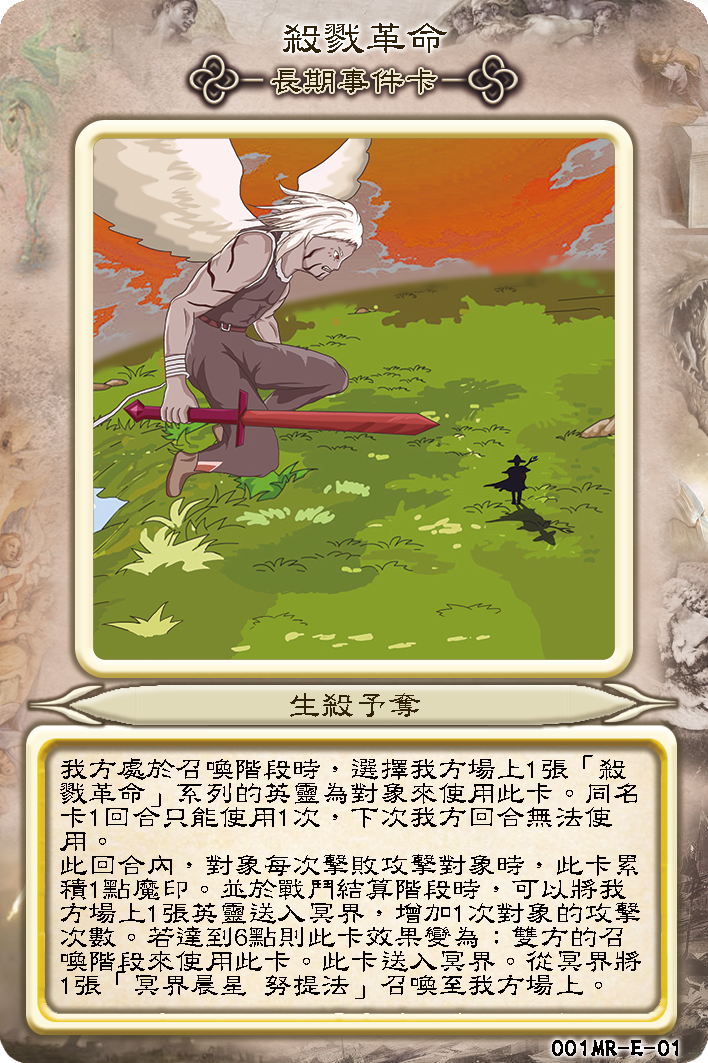 殺戮革命
長期事件卡
生殺予奪
我方處於召喚階段時，選擇我方場上1張「殺
戮革命」系列的英靈為對象來使用此卡。同名
卡1回合只能使用1次，下次我方回合無法使
用。
此回合內，對象每次擊敗攻擊對象時，此卡累
積1點魔印。並於戰鬥結算階段時，可以將我
方場上1張英靈送入冥界，增加1次對象的攻擊
次數。若達到6點則此卡效果變為：雙方的召
喚階段來使用此卡。此卡送入冥界。從冥界將
1張「冥界晨星 努提法」召喚至我方場上。
001MR-E-01